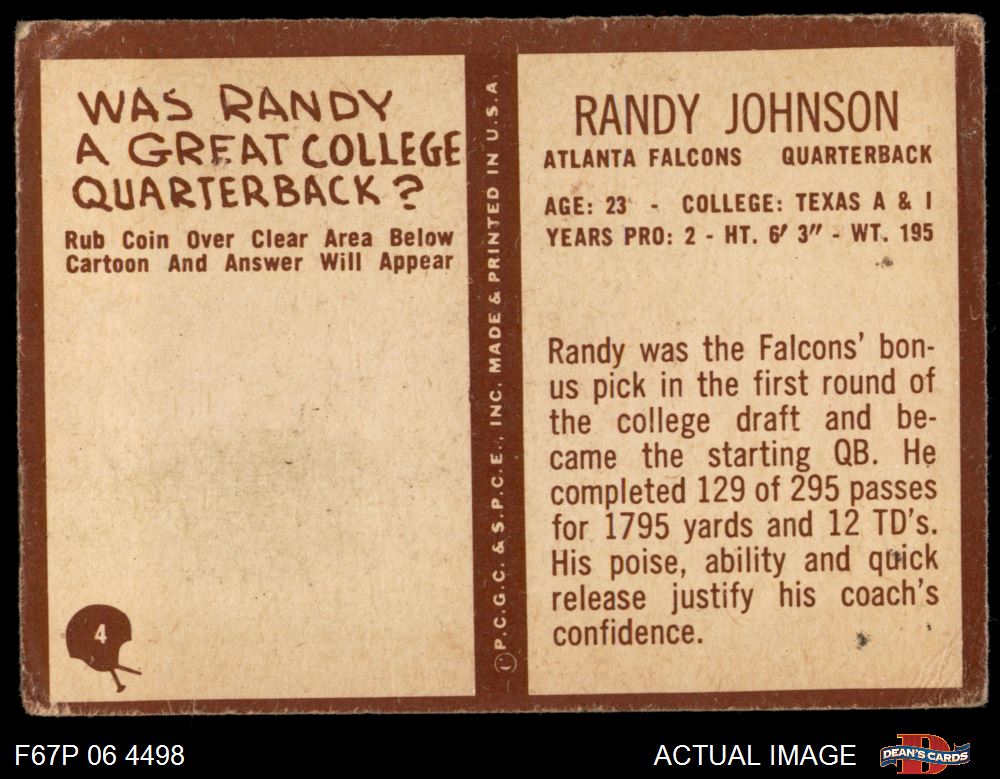 WAS RANDY
A GREAT COLLEGE
QUARTERBACK?
Rub Coin Over Clear Area Below
Cartoon And Answer Will Appear
4
© P.C.G.C. & S.P.C.E., INC. MADE & PRINTED IN U.S.A.
RANDY JOHNSON
ATLANTA FALCONS QUARTERBACK
AGE: 23 - COLLEGE: TEXAS A & I
YEARS PRO: 2 - HT. 6' 3" - WT. 195
Randy was the Falcons' bon-
us pick in the first round of
the college draft and be-
came the starting QB. He
completed 129 of 295 passes
for 1795 yards and 12 TD's.
His poise, ability and quick
release justify his coach's
confidence.
F67P 06 4498
ACTUAL IMAGE
DEAN'S CARDS